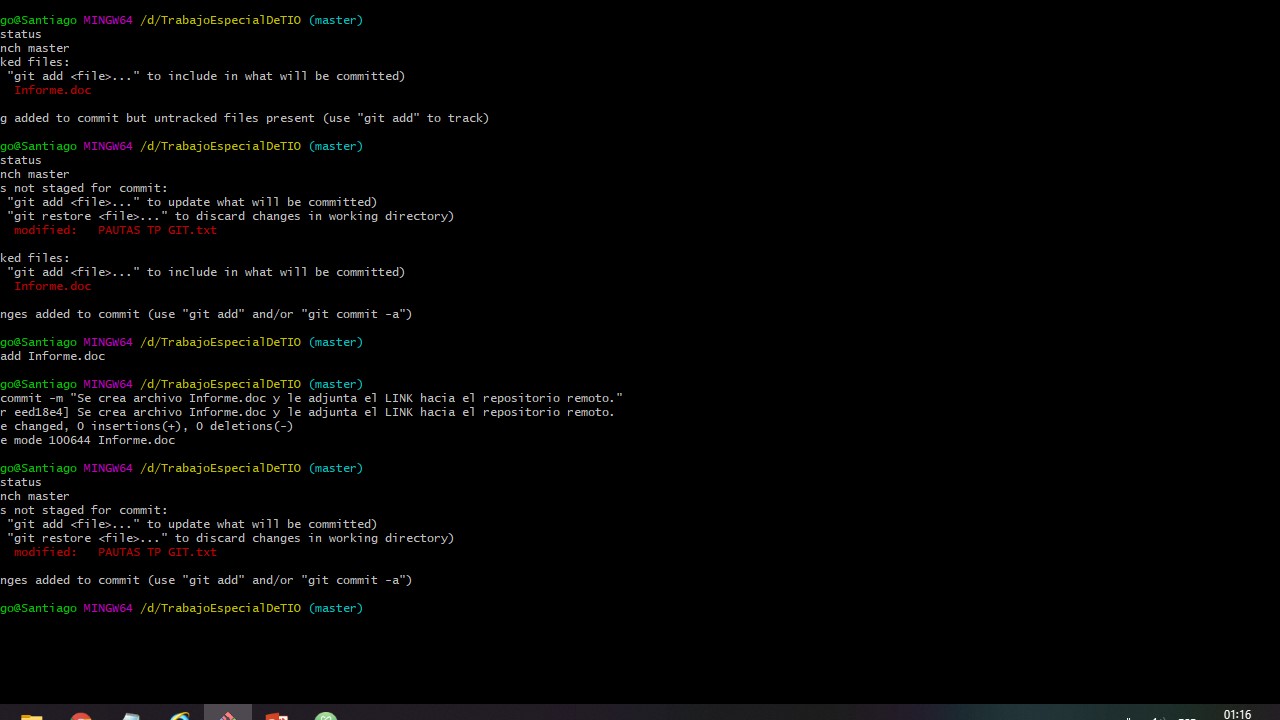 go@Santiago MINGW64 /d/TrabajoEspecialDeTIO (master)
status
nch master
ked files:
"git add <file>..." to include in what will be committed)
Informe.doc
g added to commit but untracked files present (use "git add" to track)
go@Santiago MINGW64 /d/TrabajoEspecialDeTIO (master)
status
nch master
s not staged for commit:
"git add <file>..." to update what will be committed)
"git restore <file>..." to discard changes in working directory)
modified:   PAUTAS TP GIT.txt
ked files:
"git add <file>..." to include in what will be committed)
Informe.doc
nges added to commit (use "git add" and/or "git commit -a")
go@Santiago MINGW64 /d/TrabajoEspecialDeTIO (master)
add Informe.doc
go@Santiago MINGW64 /d/TrabajoEspecialDeTIO (master)
commit -m "Se crea archivo Informe.doc y le adjunta el LINK hacia el repositorio remoto."
r eed18e4] Se crea archivo Informe.doc y le adjunta el LINK hacia el repositorio remoto.
e changed, 0 insertions(+), 0 deletions(-)
e mode 100644 Informe.doc
go@Santiago MINGW64 /d/TrabajoEspecialDeTIO (master)
status
nch master
s not staged for commit:
"git add <file>..." to update what will be committed)
"git restore <file>..." to discard changes in working directory)
modified:   PAUTAS TP GIT.txt
nges added to commit (use "git add" and/or "git commit -a")
go@Santiago MINGW64 /d/TrabajoEspecialDeTIO (master)
01:16